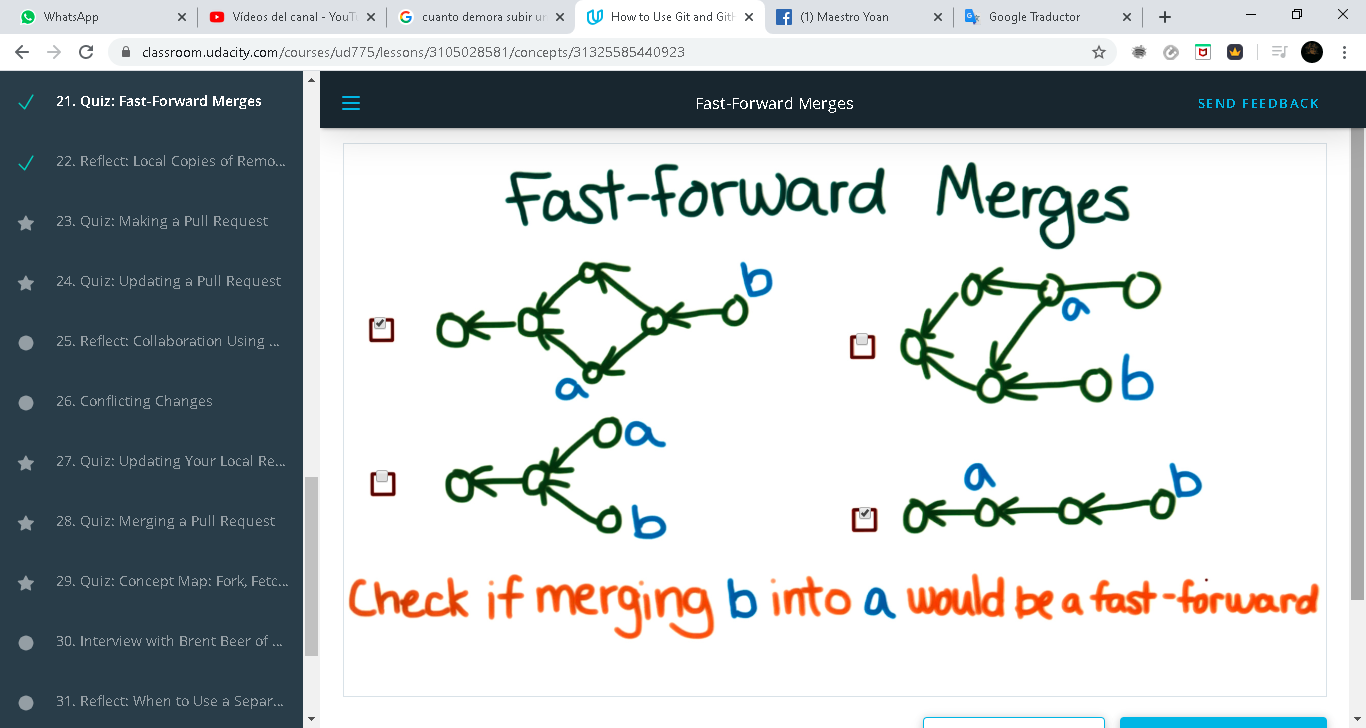 WhatsApp
Vídeos del canal - YouT
cuanto demora subir un
How to Use Git and Git
(1) Maestro Yoan
Google Traductor
classroom.udacity.com/courses/ud775/lessons/3105028581/concepts/31325585440923
21. Quiz: Fast-Forward Merges
22. Reflect: Local Copies of Remo...
23. Quiz: Making a Pull Request
24. Quiz: Updating a Pull Request
25. Reflect: Collaboration Using ...
26. Conflicting Changes
27. Quiz: Updating Your Local Re...
28. Quiz: Merging a Pull Request
29. Quiz: Concept Map: Fork, Fetc...
30. Interview with Brent Beer of ...
31. Reflect: When to Use a Separ...
Fast-Forward Merges
SEND FEEDBACK
Fast-forward Merges
b
a
a
b
a
b
a
b
Check if merging b into a would be a fast-forward